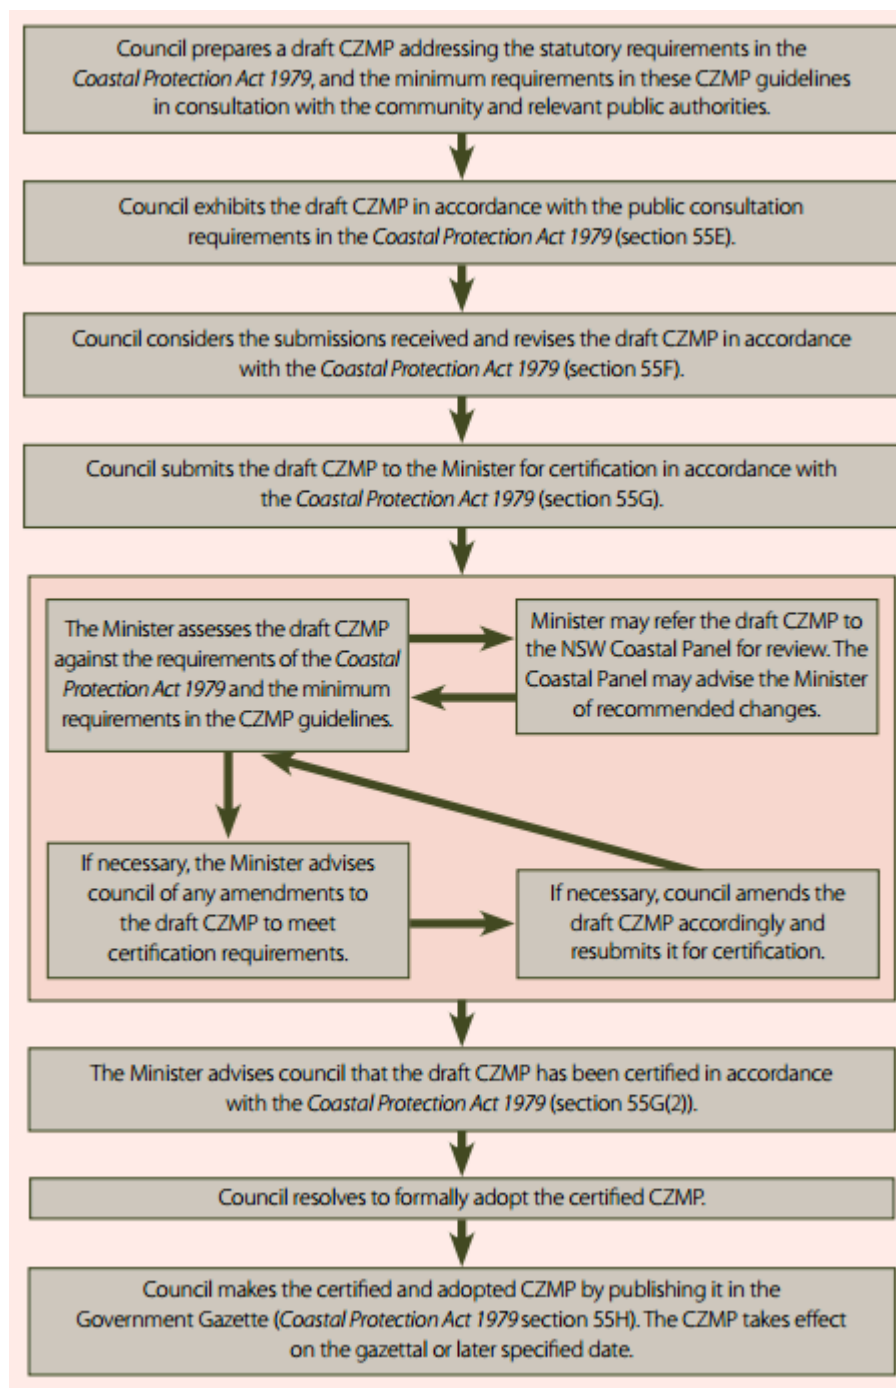 Council prepares a draft CZMP addressing the statutory requirements in the
Coastal Protection Act 1979, and the minimum requirements in these CZMP guidelines
in consultation with the community and relevant public authorities.
Council exhibits the draft CZMP in accordance with the public consultation
requirements in the Coastal Protection Act 1979 (section 55E).
Council considers the submissions received and revises the draft CZMP in accordance
with the Coastal Protection Act 1979 (section 55F).
Council submits the draft CZMP to the Minister for certification in accordance with
the Coastal Protection Act 1979 (section 55G).
The Minister assesses the draft CZMP
against the requirements of the Coastal
Protection Act 1979 and the minimum
requirements in the CZMP guidelines.
Minister may refer the draft CZMP to
the NSW Coastal Panel for review. The
Coastal Panel may advise the Minister
of recommended changes.
If necessary, the Minister advises
council of any amendments to
the draft CZMP to meet
certification requirements.
If necessary, council amends the
draft CZMP accordingly and
resubmits it for certification.
The Minister advises council that the draft CZMP has been certified in accordance
with the Coastal Protection Act 1979 (section 55G(2)).
Council resolves to formally adopt the certified CZMP.
Council makes the certified and adopted CZMP by publishing it in the
Government Gazette (Coastal Protection Act 1979 section 55H). The CZMP takes effect
on the gazettal or later specified date.